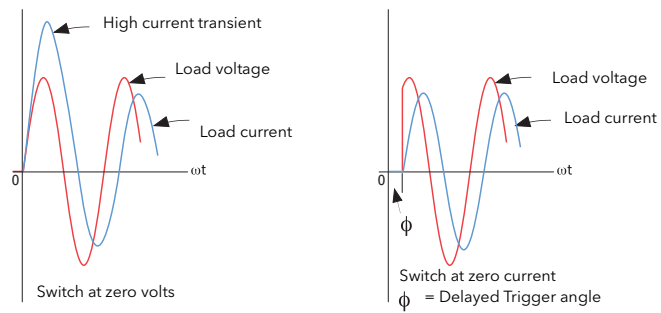 High current transient
Load voltage
Load current
0
ωt
Switch at zero volts
Load voltage
Load current
0
ωt
ϕ
Switch at zero current
ϕ = Delayed Trigger angle